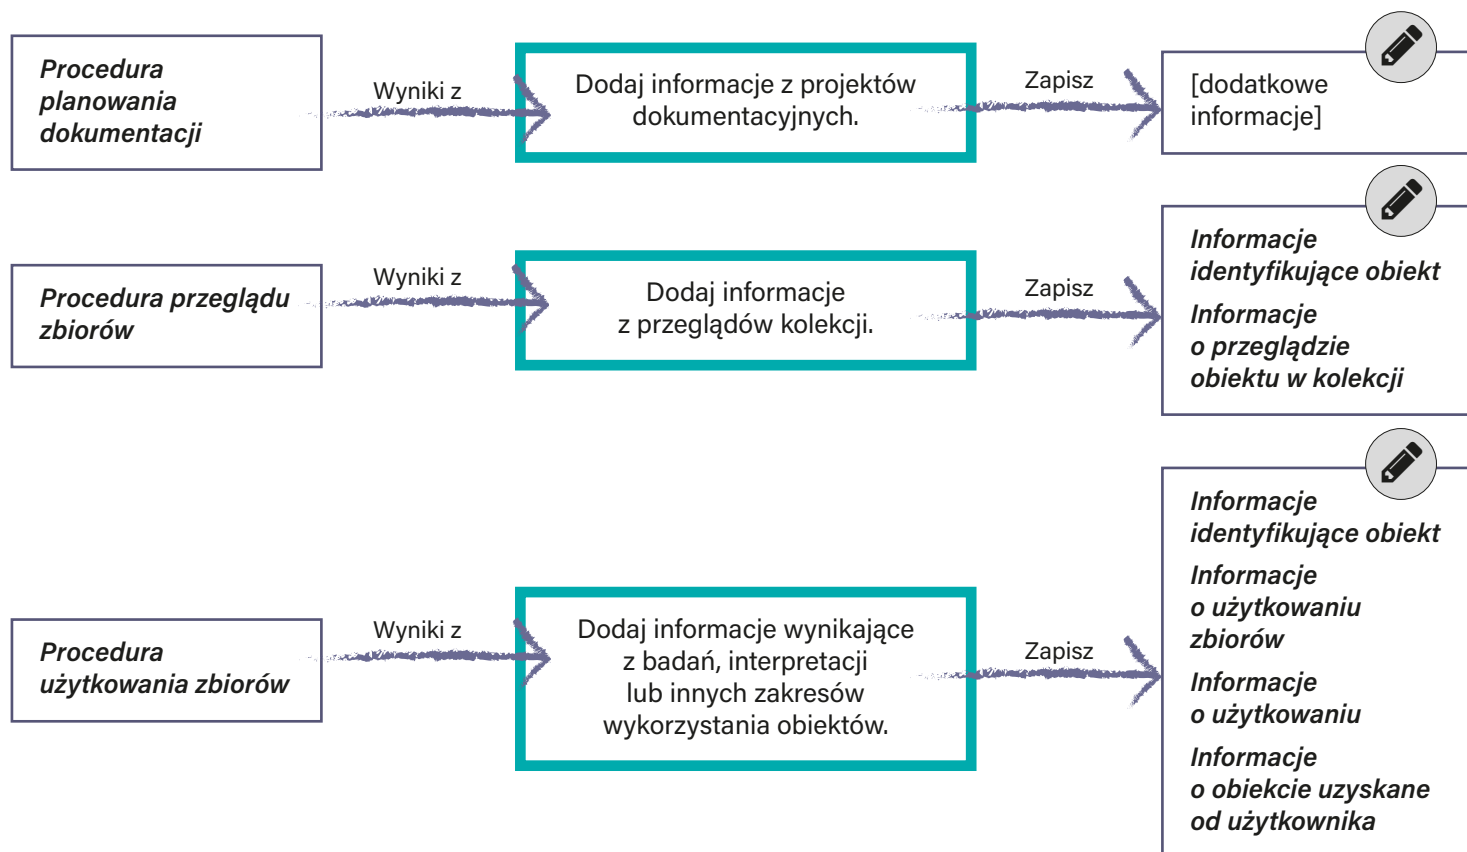 Procedura
planowania
dokumentacji
Wyniki z
Dodaj informacje z projektów
dokumentacyjnych.
Zapisz
[dodatkowe
informacje]
Procedura przeglądu
zbiorów
Wyniki z
Dodaj informacje
z przeglądów kolekcji.
Zapisz
Informacje
identyfikujące obiekt
Informacje
o przeglądzie
obiektu w kolekcji
Procedura
użytkowania zbiorów
Wyniki z
Dodaj informacje wynikające
z badań, interpretacji
lub innych zakresów
wykorzystania obiektów.
Zapisz
Informacje
identyfikujące obiekt
Informacje
o użytkowaniu
zbiorów
Informacje
o użytkowaniu
Informacje
o obiekcie uzyskane
od użytkownika